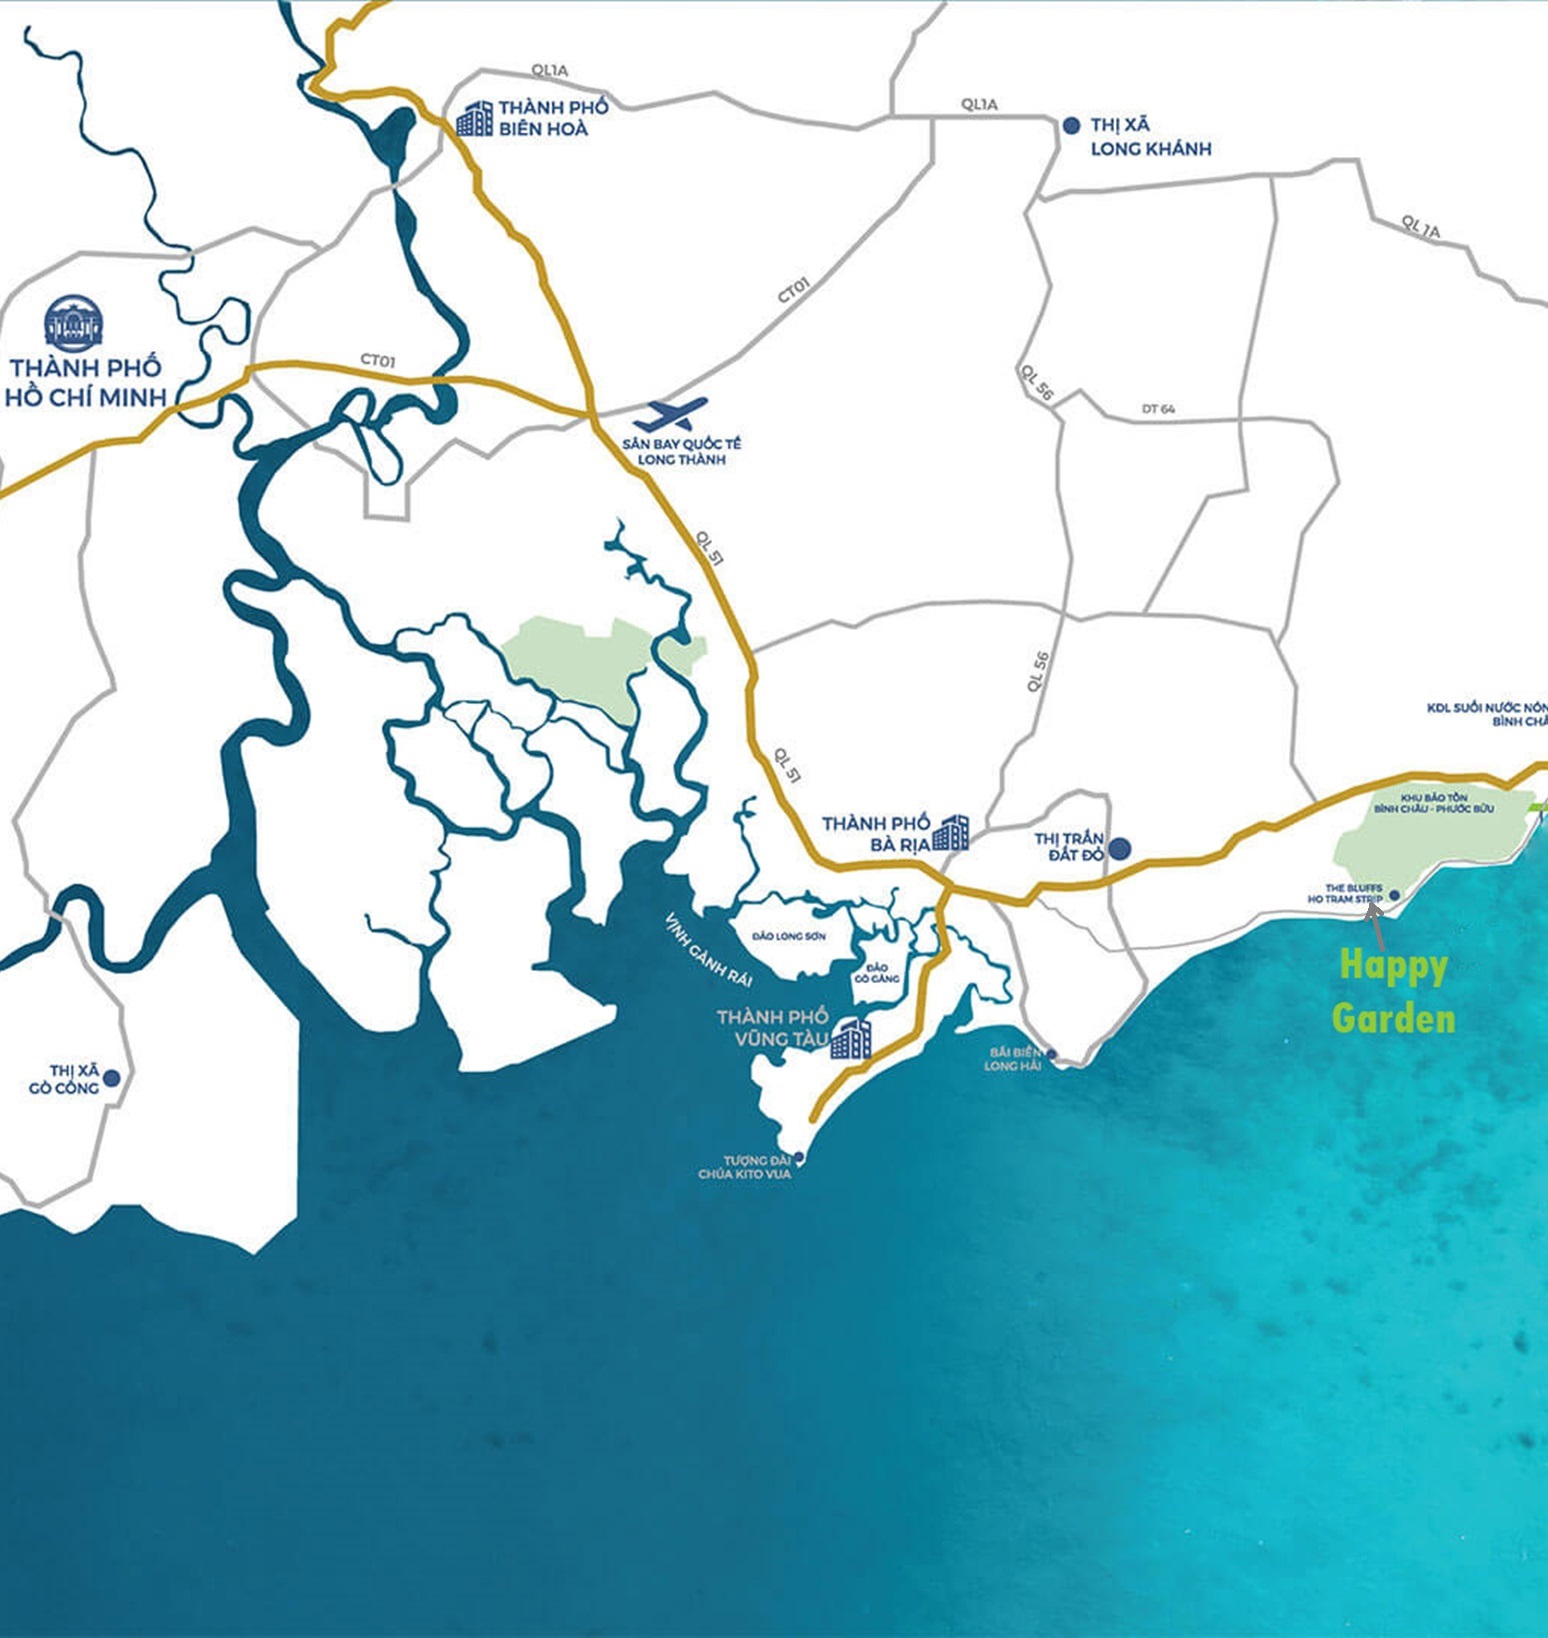 QL1A
THÀNH PHỐ
BIÊN HOÀ
QL1A
THỊ XÃ
LONG KHÁNH
QL 1A
CT01
THÀNH PHỐ
HỒ CHÍ MINH
CT01
QL 56
DT 64
SÂN BAY QUỐC TẾ
LONG THÀNH
QL 51
QL 56
KDL SUỐI NƯỚC NÓN
BÌNH CHÂ
QL 51
KHU BẢO TỒN
BÌNH CHÂU - PHƯỚC BỬU
THÀNH PHỐ
BÀ RỊA
THỊ TRẤN
ĐẤT ĐỎ
THE BLUFFS
HO TRAM STRIP
VỊNH GÀNH RÁI
ĐẢO LONG SƠN
ĐẢO
GÒ GĂNG
Happy
Garden
THÀNH PHỐ
VŨNG TÀU
BÃI BIỂN
LONG HẢI
THỊ XÃ
GÒ CÔNG
TƯỢNG ĐÀI
CHÚA KITO VUA